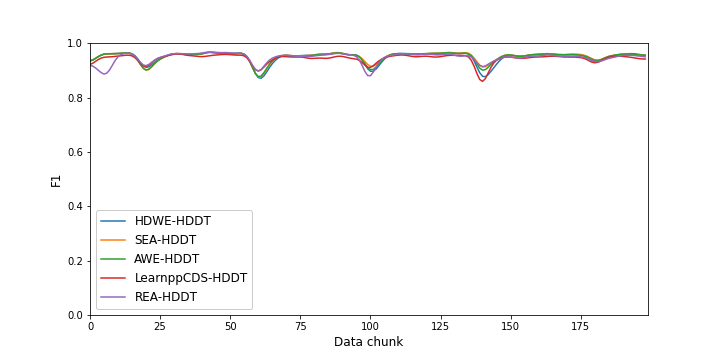 1.0
0.8
0.6
0.4
0.2
0.0
F1
HDWE-HDDT
SEA-HDDT
AWE-HDDT
LearnppCDS-HDDT
REA-HDDT
0 25 50 75 100 125 150 175
Data chunk